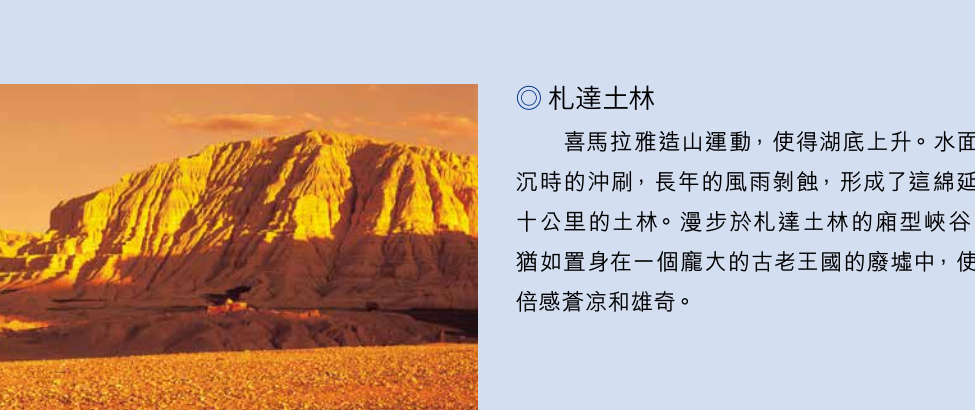 ◎ 札達土林
喜馬拉雅造山運動，使得湖底上升。水面
沉時的沖刷，長年的風雨剝蝕，形成了這綿延
十公里的土林。漫步於札達土林的廂型峽谷
猶如置身在一個龐大的古老王國的廢墟中，使
倍感蒼凉和雄奇。